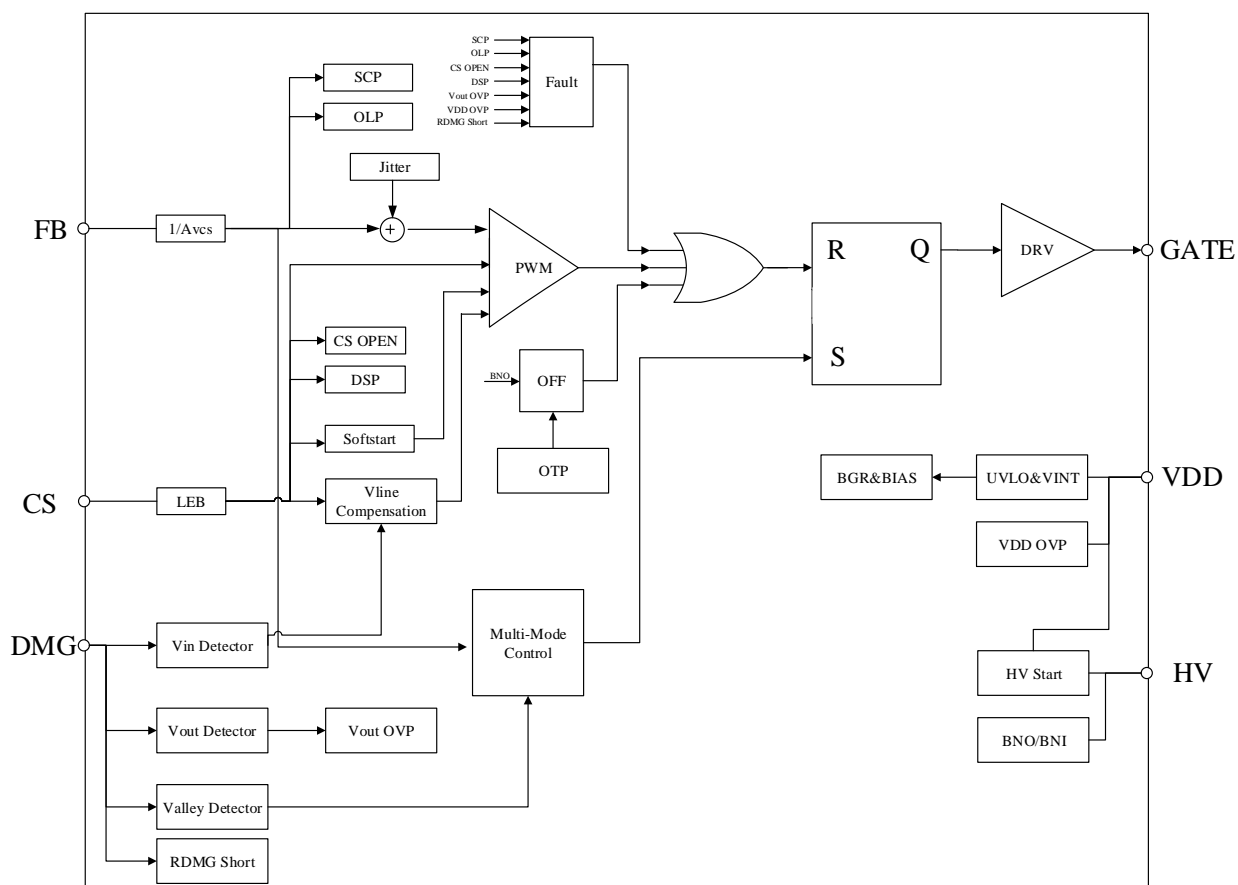 SCP
OLP
CS OPEN
DSP
Vout OVP
VDD OVP
RDMG Short
Fault
SCP
OLP
Jitter
FB
1/Avcs
+
PWM
R
Q
DRV
GATE
CS OPEN
DSP
BNO
OFF
S
Softstart
OTP
CS
LEB
Vline
Compensation
BGR&BIAS
UVLO&VINT
VDD
VDD OVP
DMG
Vin Detector
Multi-Mode
Control
HV Start
HV
Vout Detector
Vout OVP
BNO/BNI
Valley Detector
RDMG Short